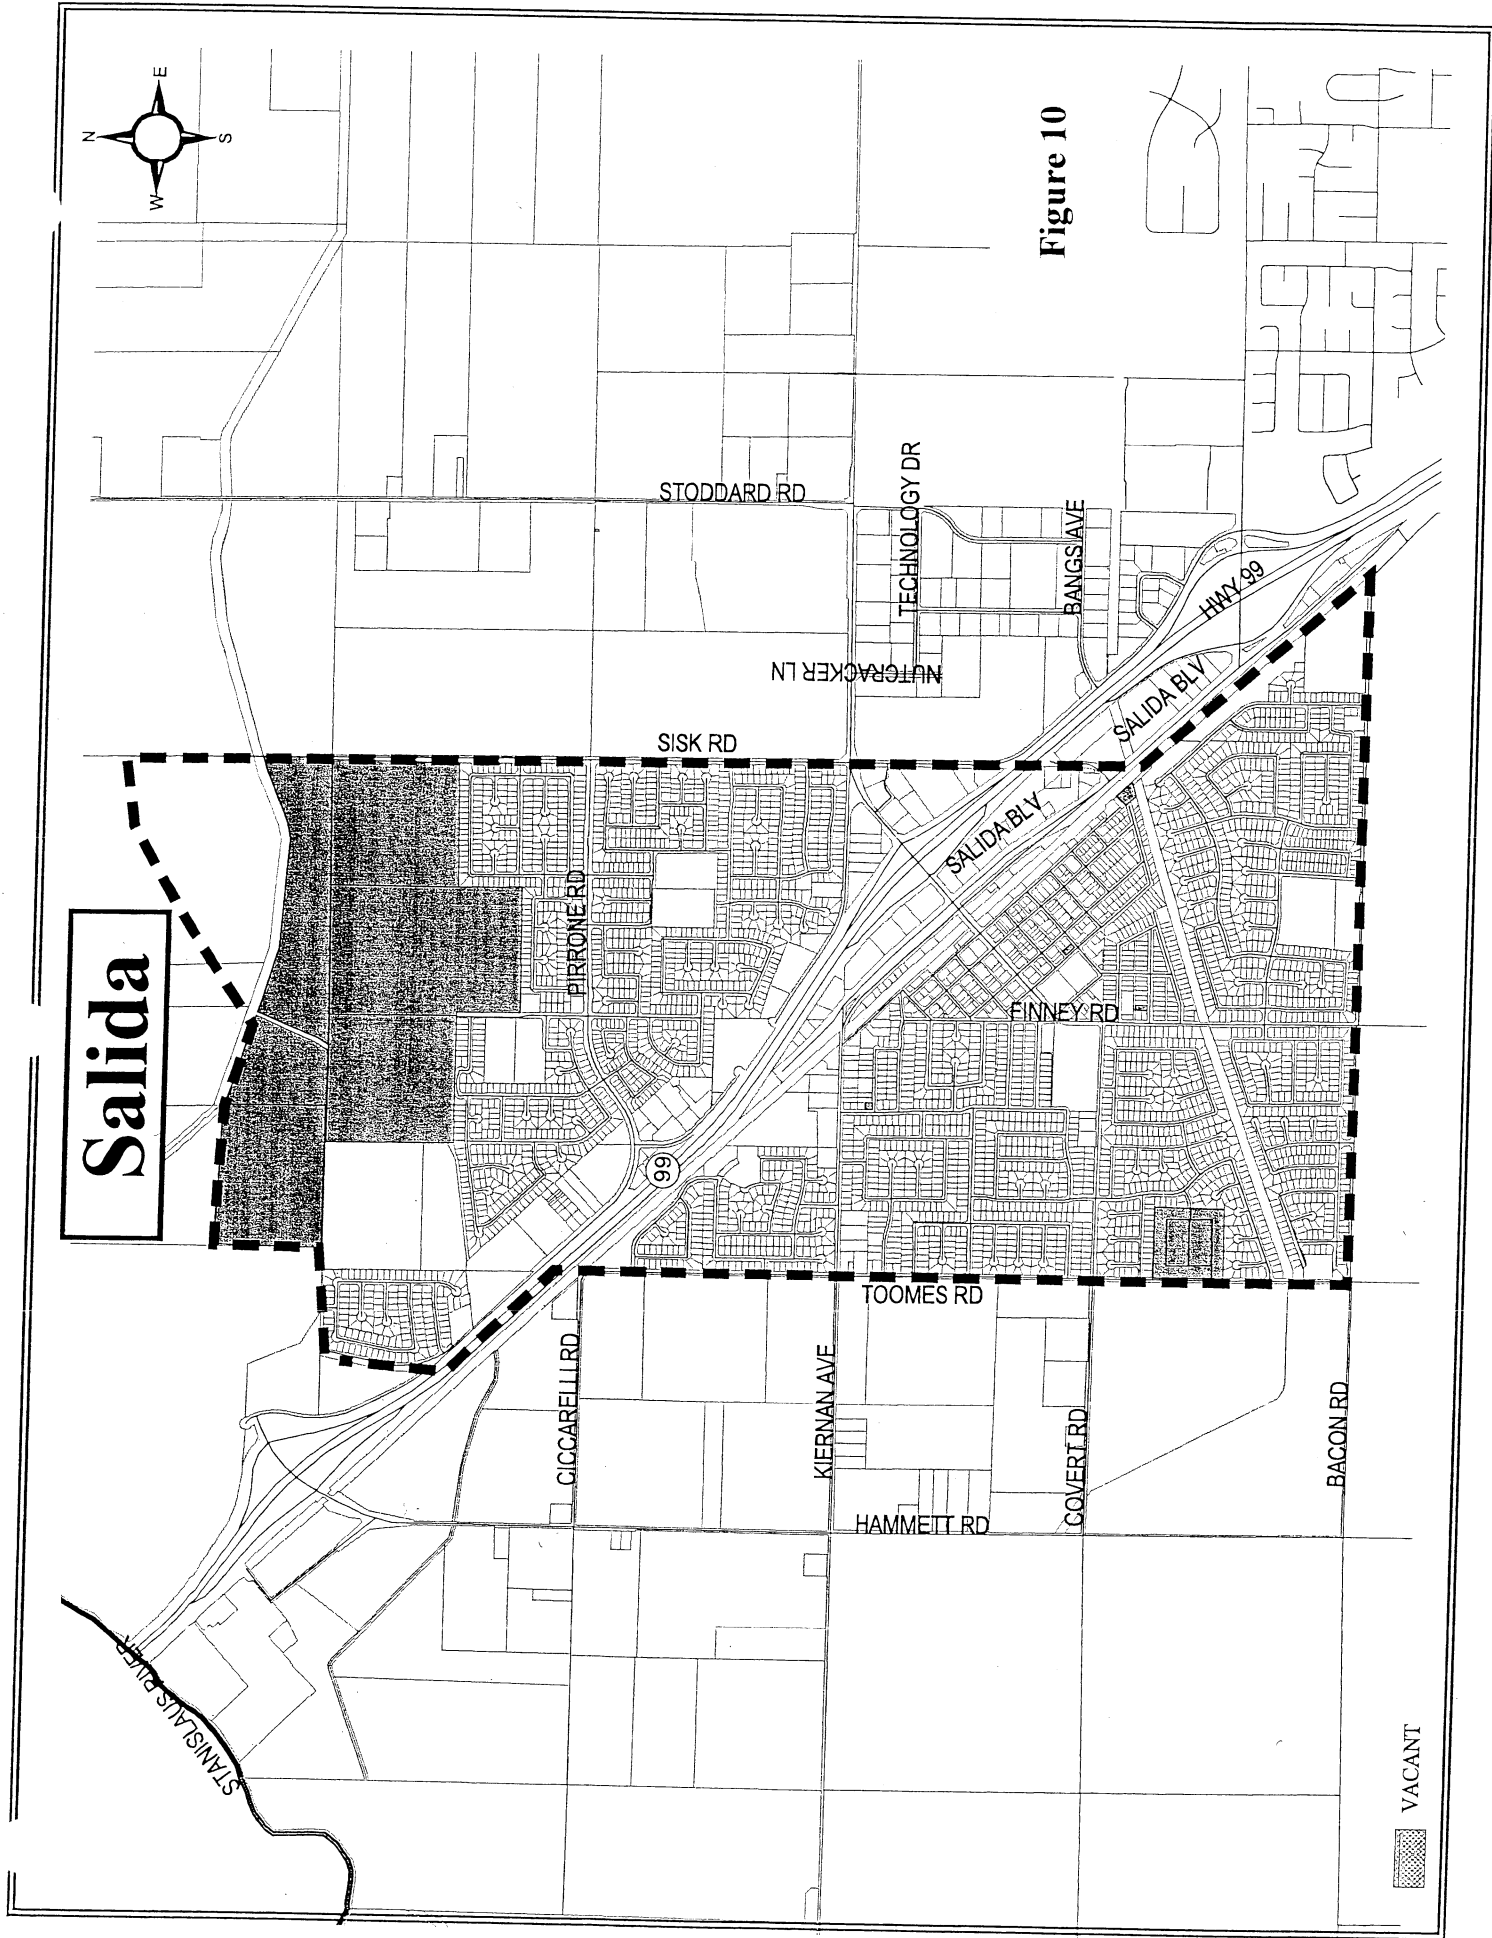 Salida
N
E
S
W
Figure 10
STODDARD RD
TECHNOLOGY DR
BANGS AVE
HWY 99
NUTCRACKER LN
SALIDA BLV
SISK RD
SALIDA BLV
PIRRONE RD
FINNEY RD
99
TOOMES RD
CICCARELLI RD
KIERNAN AVE
COVERT RD
BACON RD
HAMMETT RD
STANISLAUS RIVER
VACANT